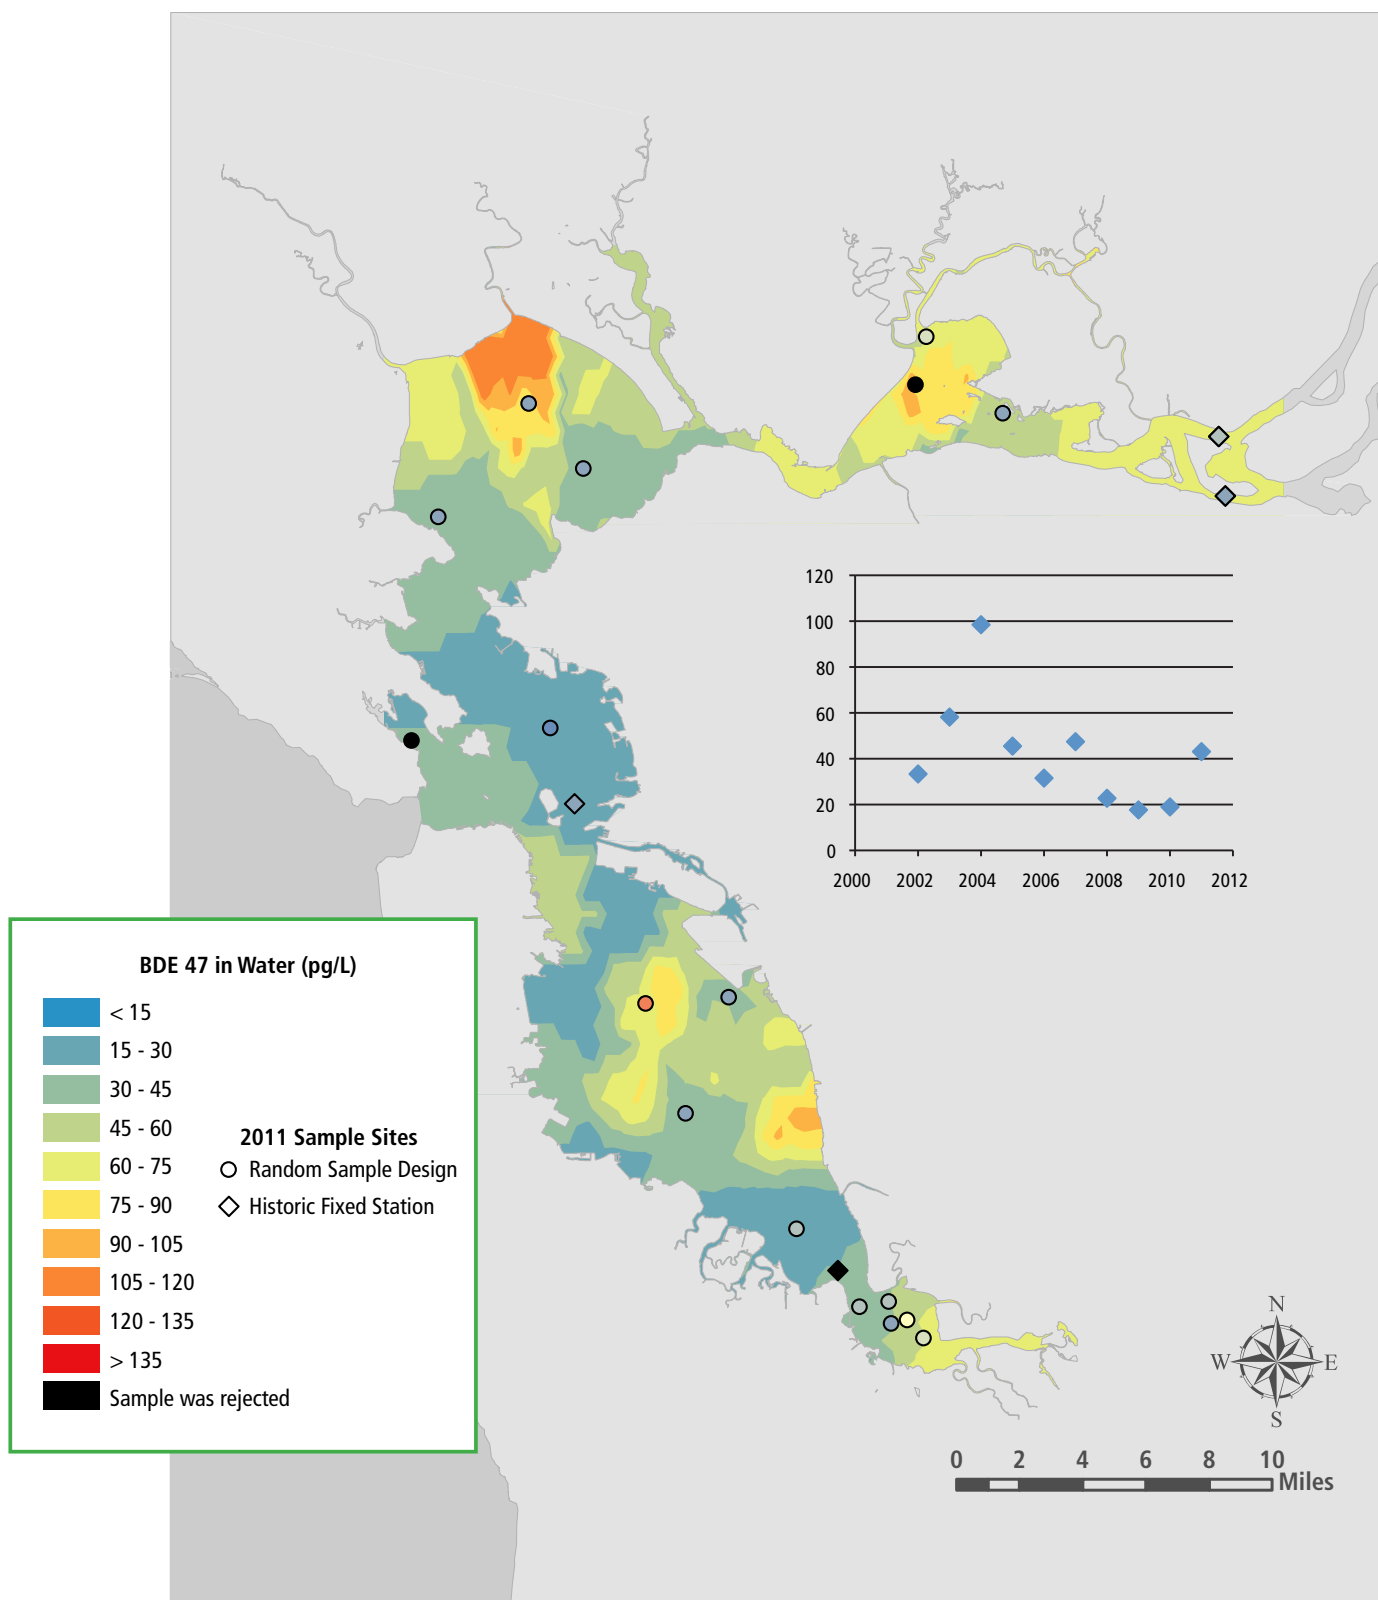 120
100
80
60
40
20
0
2000 2002 2004 2006 2008 2010 2012
BDE 47 in Water (pg/L)
< 15
15 - 30
30 - 45
45 - 60
60 - 75
75 - 90
90 - 105
105 - 120
120 - 135
> 135
Sample was rejected
2011 Sample Sites
Random Sample Design
Historic Fixed Station
N
W E
S
0 2 4 6 8 10
Miles